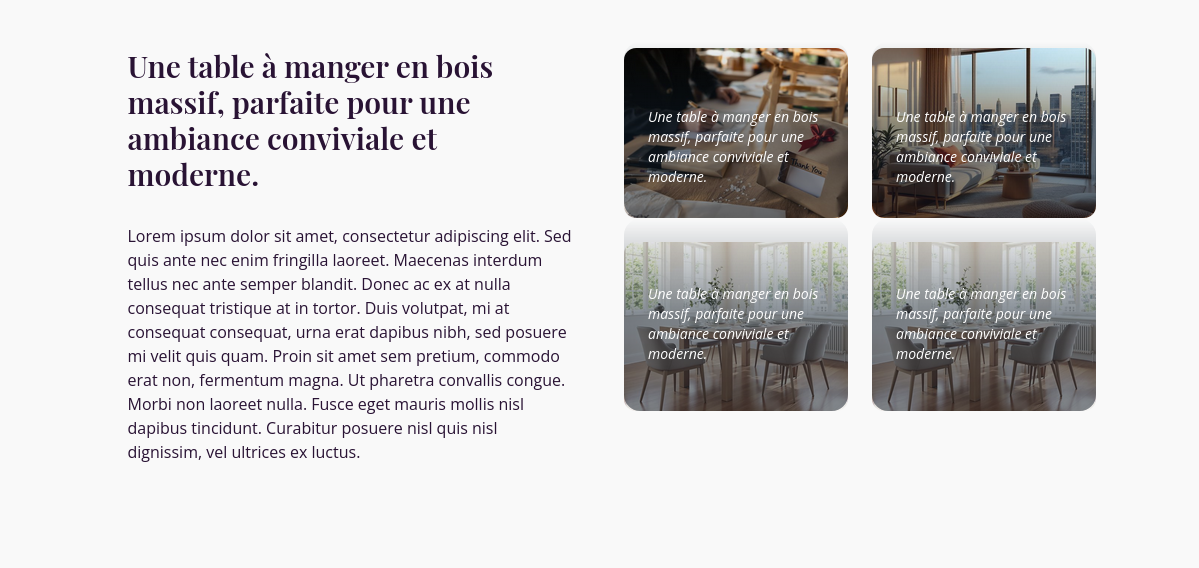 Une table à manger en bois
massif, parfaite pour une
ambiance conviviale et
moderne.
Lorem ipsum dolor sit amet, consectetur adipiscing elit. Sed
quis ante nec enim fringilla laoreet. Maecenas interdum
tellus nec ante semper blandit. Donec ac ex at nulla
consequat tristique at in tortor. Duis volutpat, mi at
consequat consequat, urna erat dapibus nibh, sed posuere
mi velit quis quam. Proin sit amet sem pretium, commodo
erat non, fermentum magna. Ut pharetra convallis congue.
Morbi non laoreet nulla. Fusce eget mauris mollis nisl
dapibus tincidunt. Curabitur posuere nisl quis nisl
dignissim, vel ultrices ex luctus.
Une table à manger en bois
massif, parfaite pour une
ambiance conviviale et
moderne.
Thank You
Une table à manger en bois
massif, parfaite pour une
ambiance conviviale et
moderne.
Une table à manger en bois
massif, parfaite pour une
ambiance conviviale et
moderne.
Une table à manger en bois
massif, parfaite pour une
ambiance conviviale et
moderne.